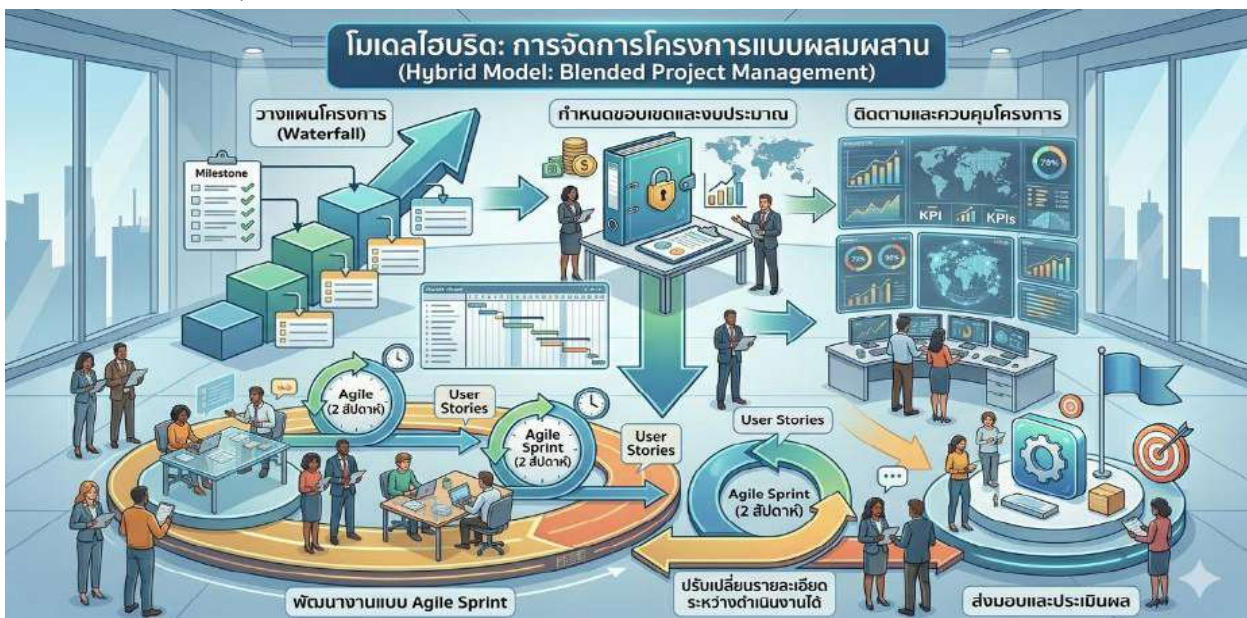 โมเดลไฮบริด: การจัดการโครงการแบบผสมผสาน
(Hybrid Model: Blended Project Management)
วางแผนโครงการ
(Waterfall)
กำหนดขอบเขตและงบประมาณ
ติดตามและควบคุมโครงการ
Milestone
KPI
KPIs
Agile
(2 สัปดาห์)
User
Stories
Agile
Sprint
(2 สัปดาห์)
User
Stories
User Stories
Agile Sprint
(2 สัปดาห์)
พัฒนางานแบบ Agile Sprint
ปรับเปลี่ยนรายละเอียด
ระหว่างดำเนินงานได้
ส่งมอบและประเมินผล